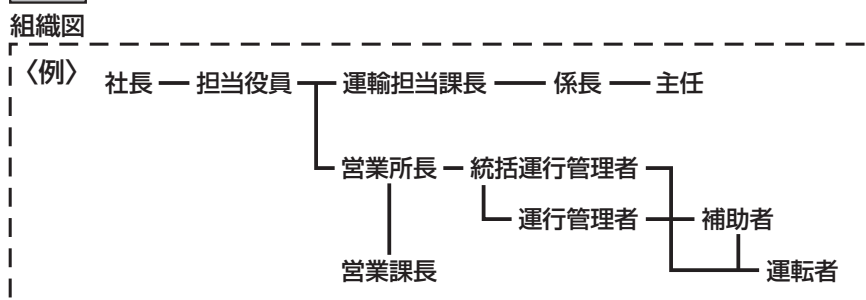 組織図
〈例〉 社長 担当役員 運輸担当課長 係長 主任
営業所長 統括運行管理者
運行管理者 補助者
営業課長 運転者